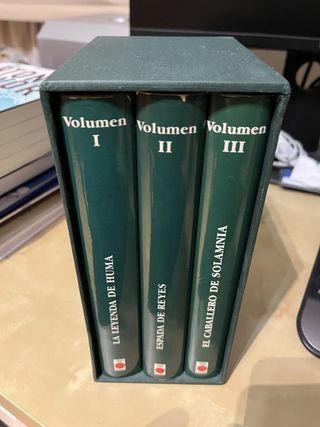 Volumen
I
LA LEYENDA DE HUMA
Volumen
II
ESPADA DE REYES
Volumen
III
EL CABALLERO DE SOLAMNIA